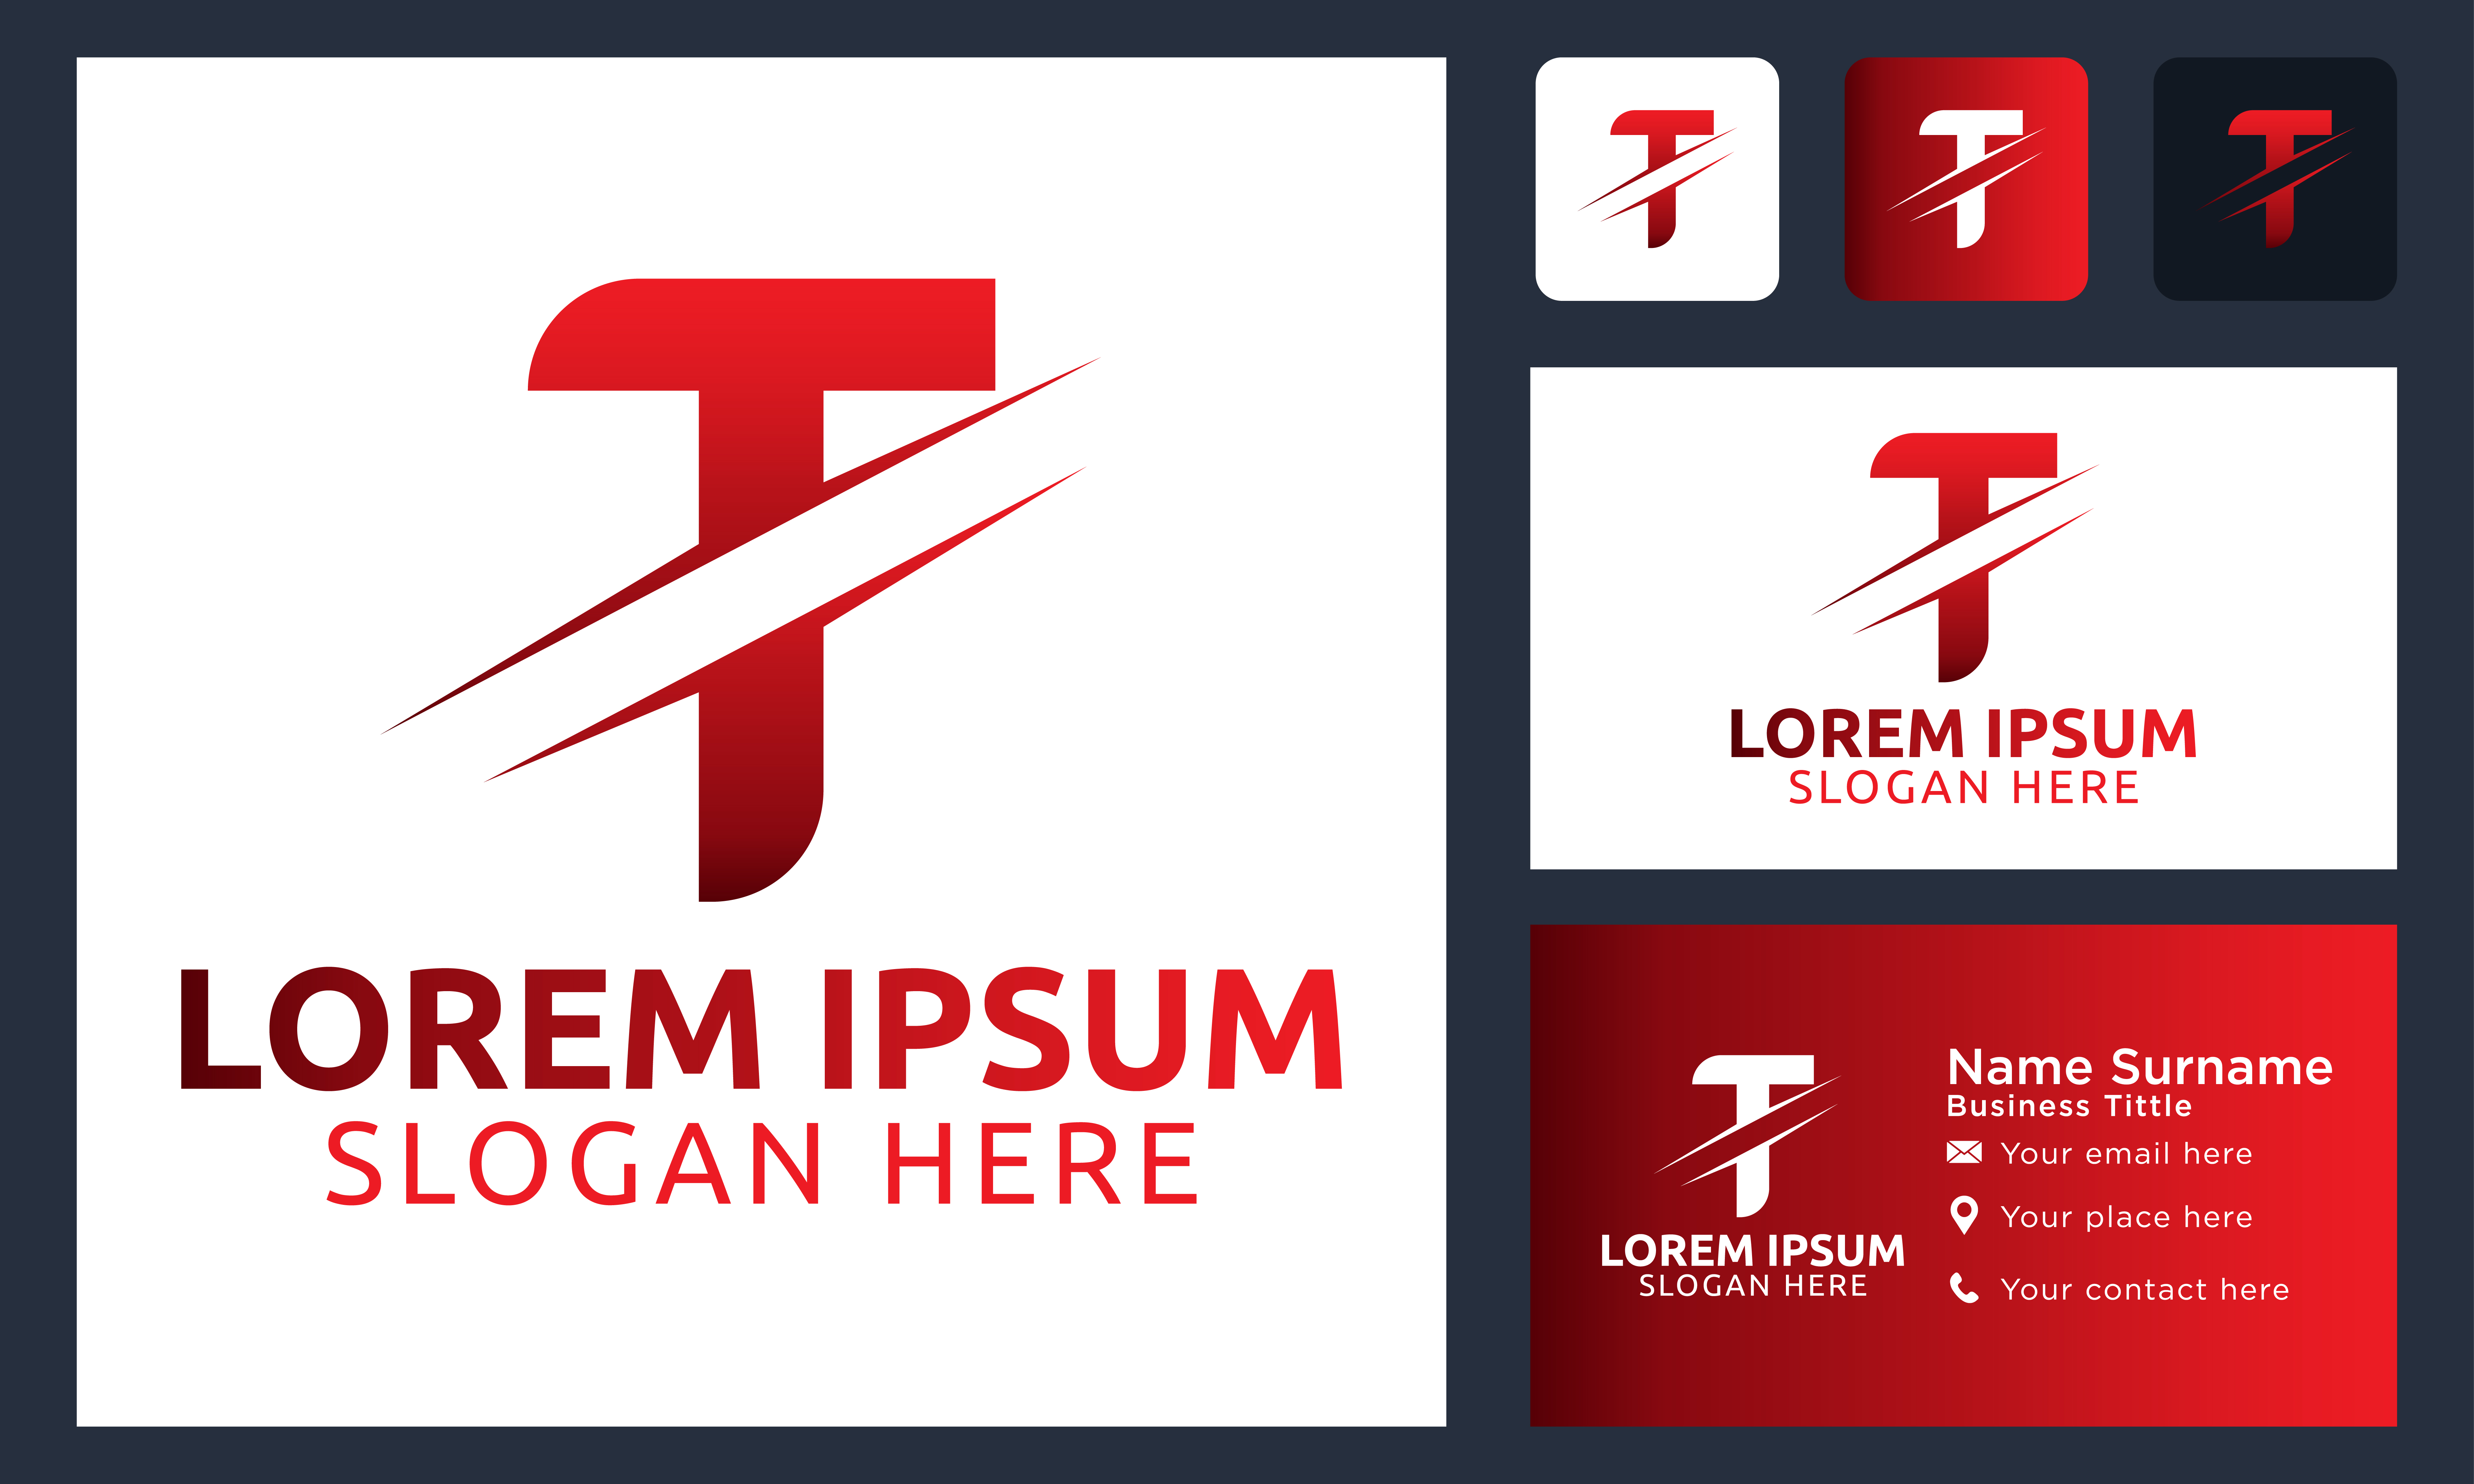 T
LOREM IPSUM
SLOGAN HERE
T
T
T
T
LOREM IPSUM
SLOGAN HERE
T
LOREM IPSUM
SLOGAN HERE
Name Surname
Business Tittle
Your email here
Your place here
Your contact here